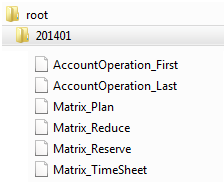 root
201401
AccountOperation_First
AccountOperation_Last
Matrix_Plan
Matrix_Reduce
Matrix_Reserve
Matrix_TimeSheet